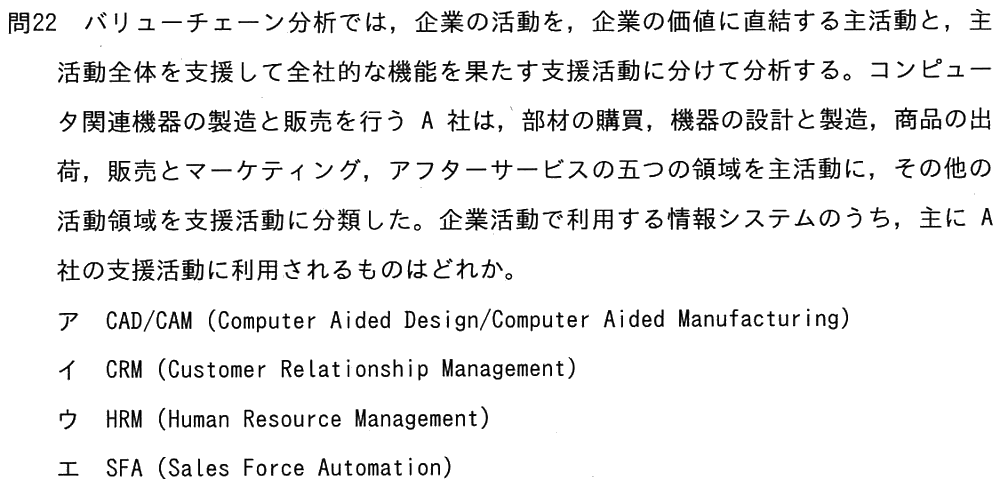 問22　バリューチェーン分析では，企業の活動を，企業の価値に直結する主活動と，主
活動全体を支援して全社的な機能を果たす支援活動に分けて分析する。コンピュー
タ関連機器の製造と販売を行う A 社は，部材の購買，機器の設計と製造，商品の出
荷，販売とマーケティング，アフターサービスの五つの領域を主活動に，その他の
活動領域を支援活動に分類した。企業活動で利用する情報システムのうち，主に A
社の支援活動に利用されるものはどれか。
ア　CAD/CAM (Computer Aided Design/Computer Aided Manufacturing)
イ　CRM (Customer Relationship Management)
ウ　HRM (Human Resource Management)
エ　SFA (Sales Force Automation)